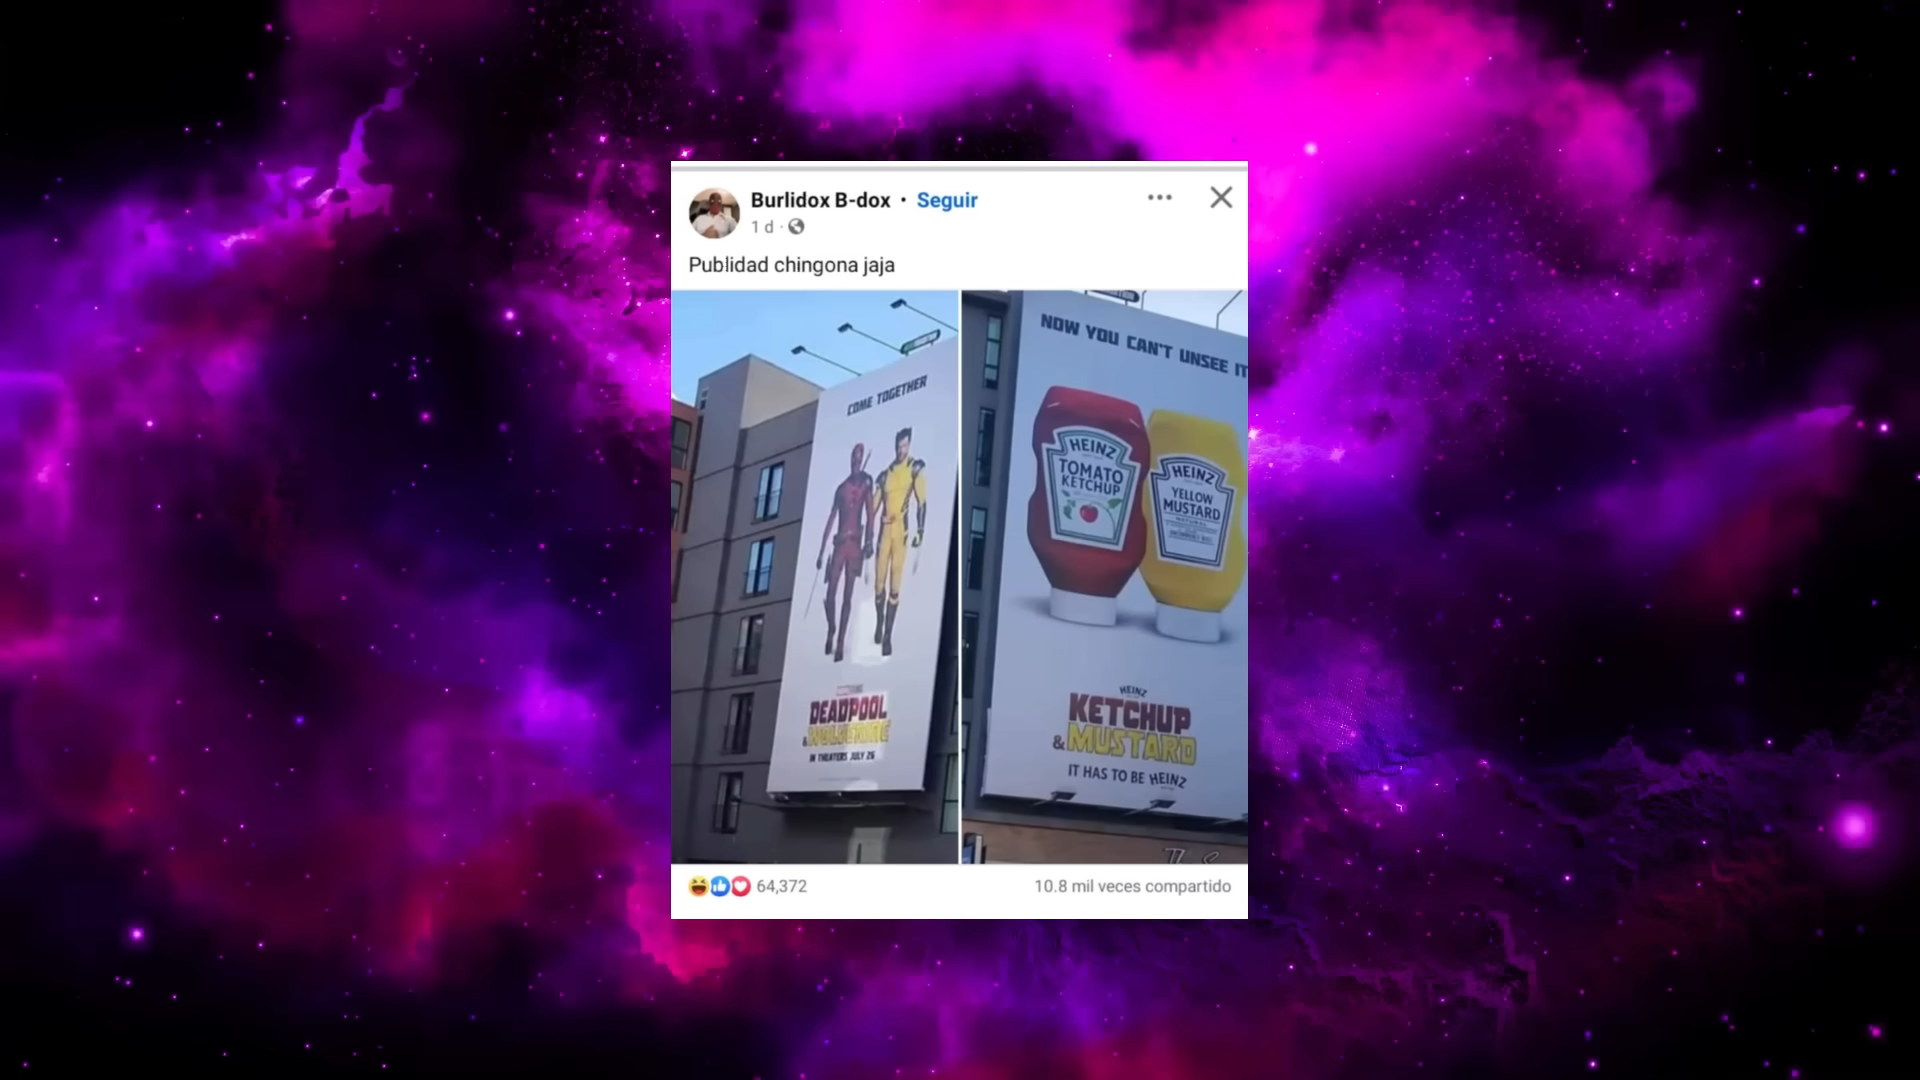 Burlidox B-dox · Seguir
1 d ·
Publidad chingona jaja
COME TOGETHER
DEADPOOL
& WOLVERINE
IN THEATERS JULY 26
NOW YOU CAN'T UNSEE IT
HEINZ
TOMATO
KETCHUP
HEINZ
YELLOW
MUSTARD
HEINZ
KETCHUP
& MUSTARD
IT HAS TO BE HEINZ
64,372
10.8 mil veces compartido